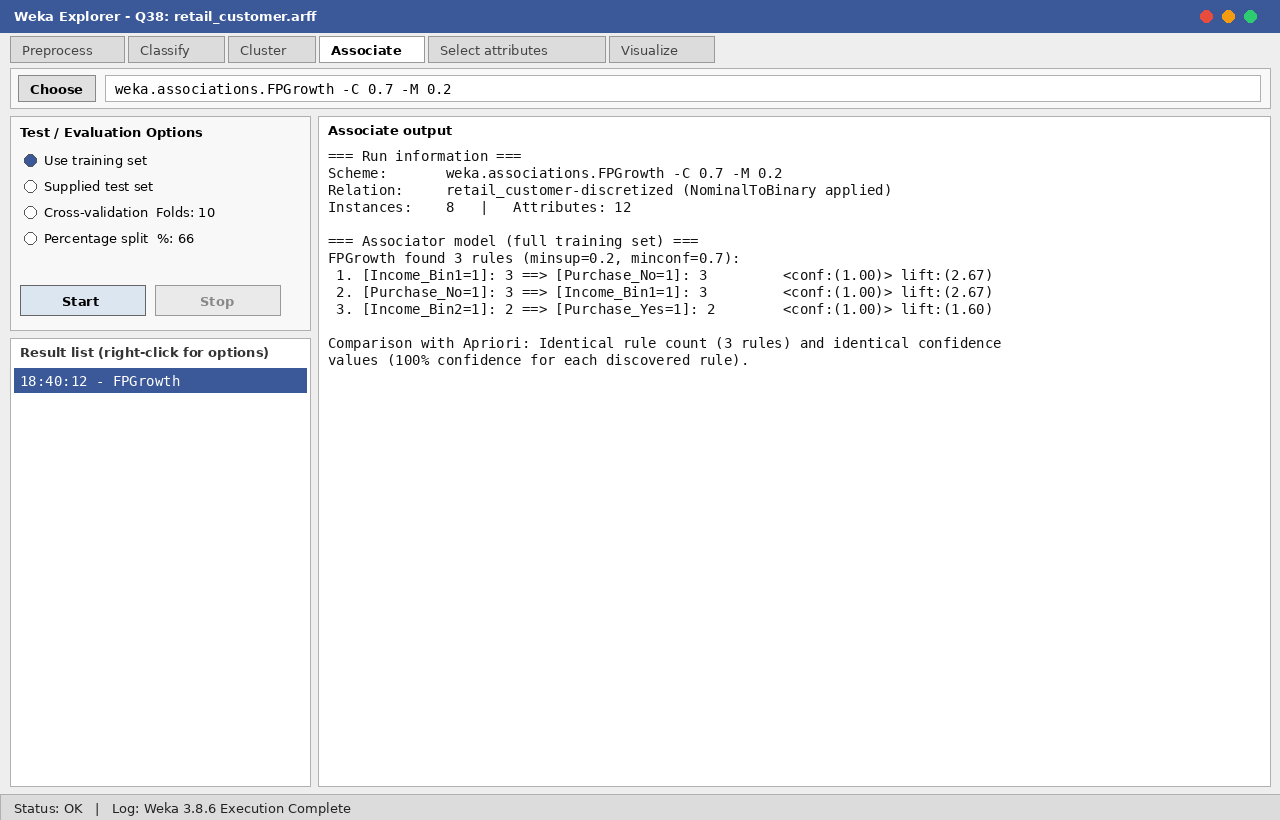 Weka Explorer - Q38: retail_customer.arff
Preprocess Classify Cluster Associate Select attributes Visualize
Choose weka.associations.FPGrowth -C 0.7 -M 0.2
Test / Evaluation Options
Use training set
Supplied test set
Cross-validation  Folds: 10
Percentage split  %: 66
Start Stop
Result list (right-click for options)
18:40:12 - FPGrowth
Associate output
=== Run information ===
Scheme:       weka.associations.FPGrowth -C 0.7 -M 0.2
Relation:     retail_customer-discretized (NominalToBinary applied)
Instances:    8   |   Attributes: 12
=== Associator model (full training set) ===
FPGrowth found 3 rules (minsup=0.2, minconf=0.7):
1. [Income_Bin1=1]: 3 ==> [Purchase_No=1]: 3         <conf:(1.00)> lift:(2.67)
2. [Purchase_No=1]: 3 ==> [Income_Bin1=1]: 3         <conf:(1.00)> lift:(2.67)
3. [Income_Bin2=1]: 2 ==> [Purchase_Yes=1]: 2        <conf:(1.00)> lift:(1.60)
Comparison with Apriori: Identical rule count (3 rules) and identical confidence
values (100% confidence for each discovered rule).
Status: OK   |   Log: Weka 3.8.6 Execution Complete